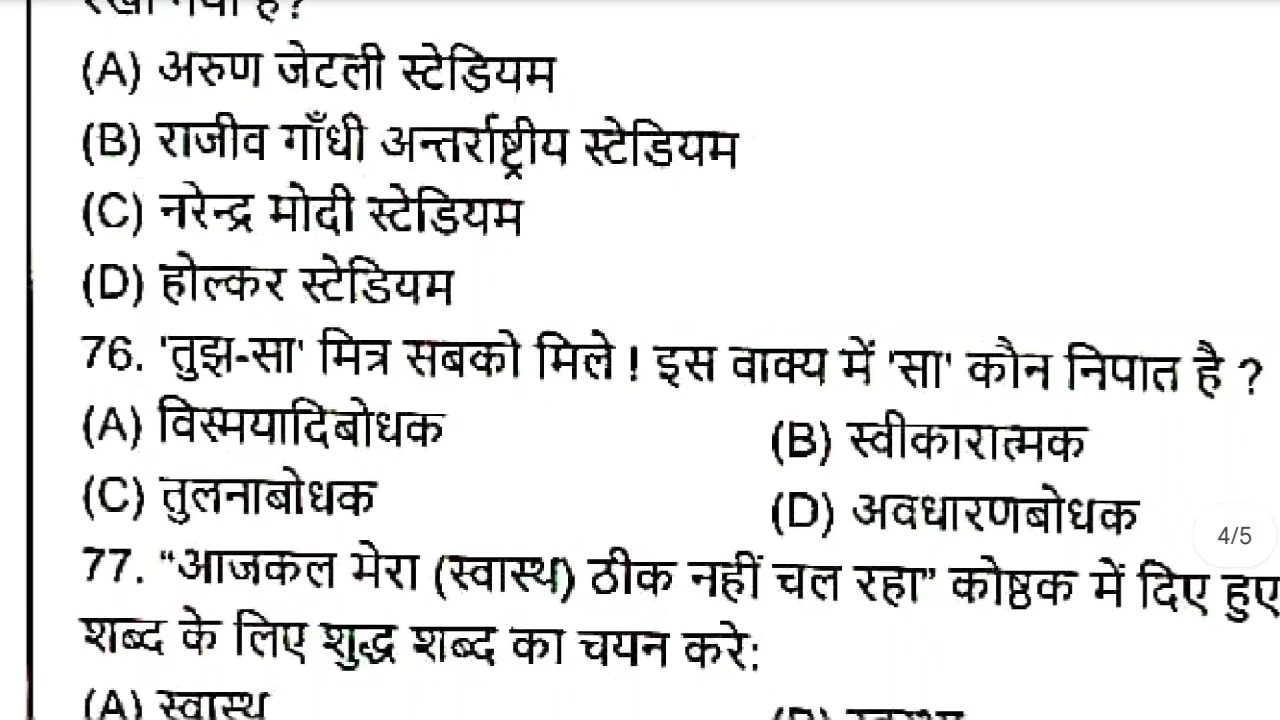 (A) अरुण जेटली स्टेडियम
(B) राजीव गाँधी अन्तर्राष्ट्रीय स्टेडियम
(C) नरेन्द्र मोदी स्टेडियम
(D) होल्कर स्टेडियम
76. 'तुझ-सा' मित्र सबको मिले ! इस वाक्य में 'सा' कौन निपात है ?
(A) विस्मयादिबोधक (B) स्वीकारात्मक
(C) तुलनाबोधक (D) अवधारणबोधक
4/5
77. “आजकल मेरा (स्वास्थ) ठीक नहीं चल रहा” कोष्ठक में दिए हुए
शब्द के लिए शुद्ध शब्द का चयन करे:
(A) स्वास्थ